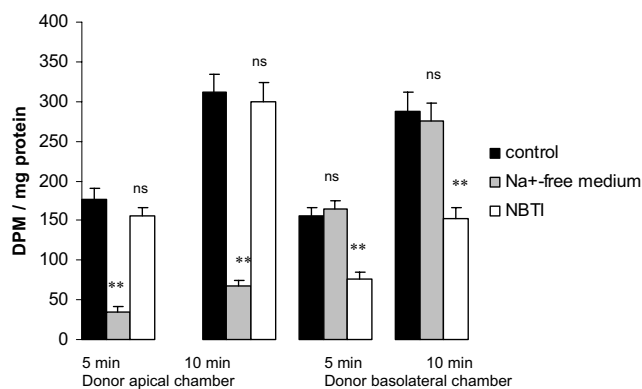 DPM / mg protein
400
350
300
250
200
150
100
50
0
ns
**
ns
**
ns
**
ns
**
control
Na+-free medium
NBTI
5 min
10 min
5 min
10 min
Donor apical chamber
Donor basolateral chamber